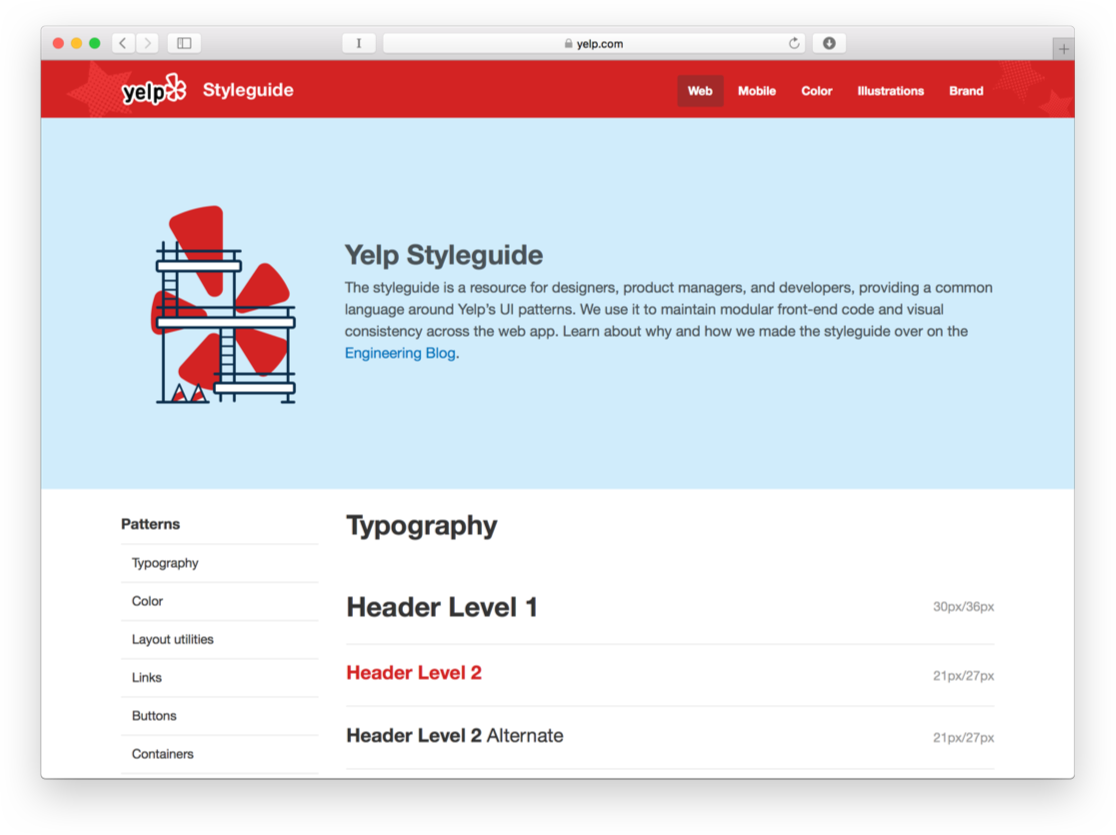 yelp.com
yelp Styleguide
Web Mobile Color Illustrations Brand
Yelp Styleguide
The styleguide is a resource for designers, product managers, and developers, providing a common
language around Yelp's UI patterns. We use it to maintain modular front-end code and visual
consistency across the web app. Learn about why and how we made the styleguide over on the
Engineering Blog.
Patterns
Typography
Color
Layout utilities
Links
Buttons
Containers
Typography
Header Level 1 30px/36px
Header Level 2 21px/27px
Header Level 2 Alternate 21px/27px